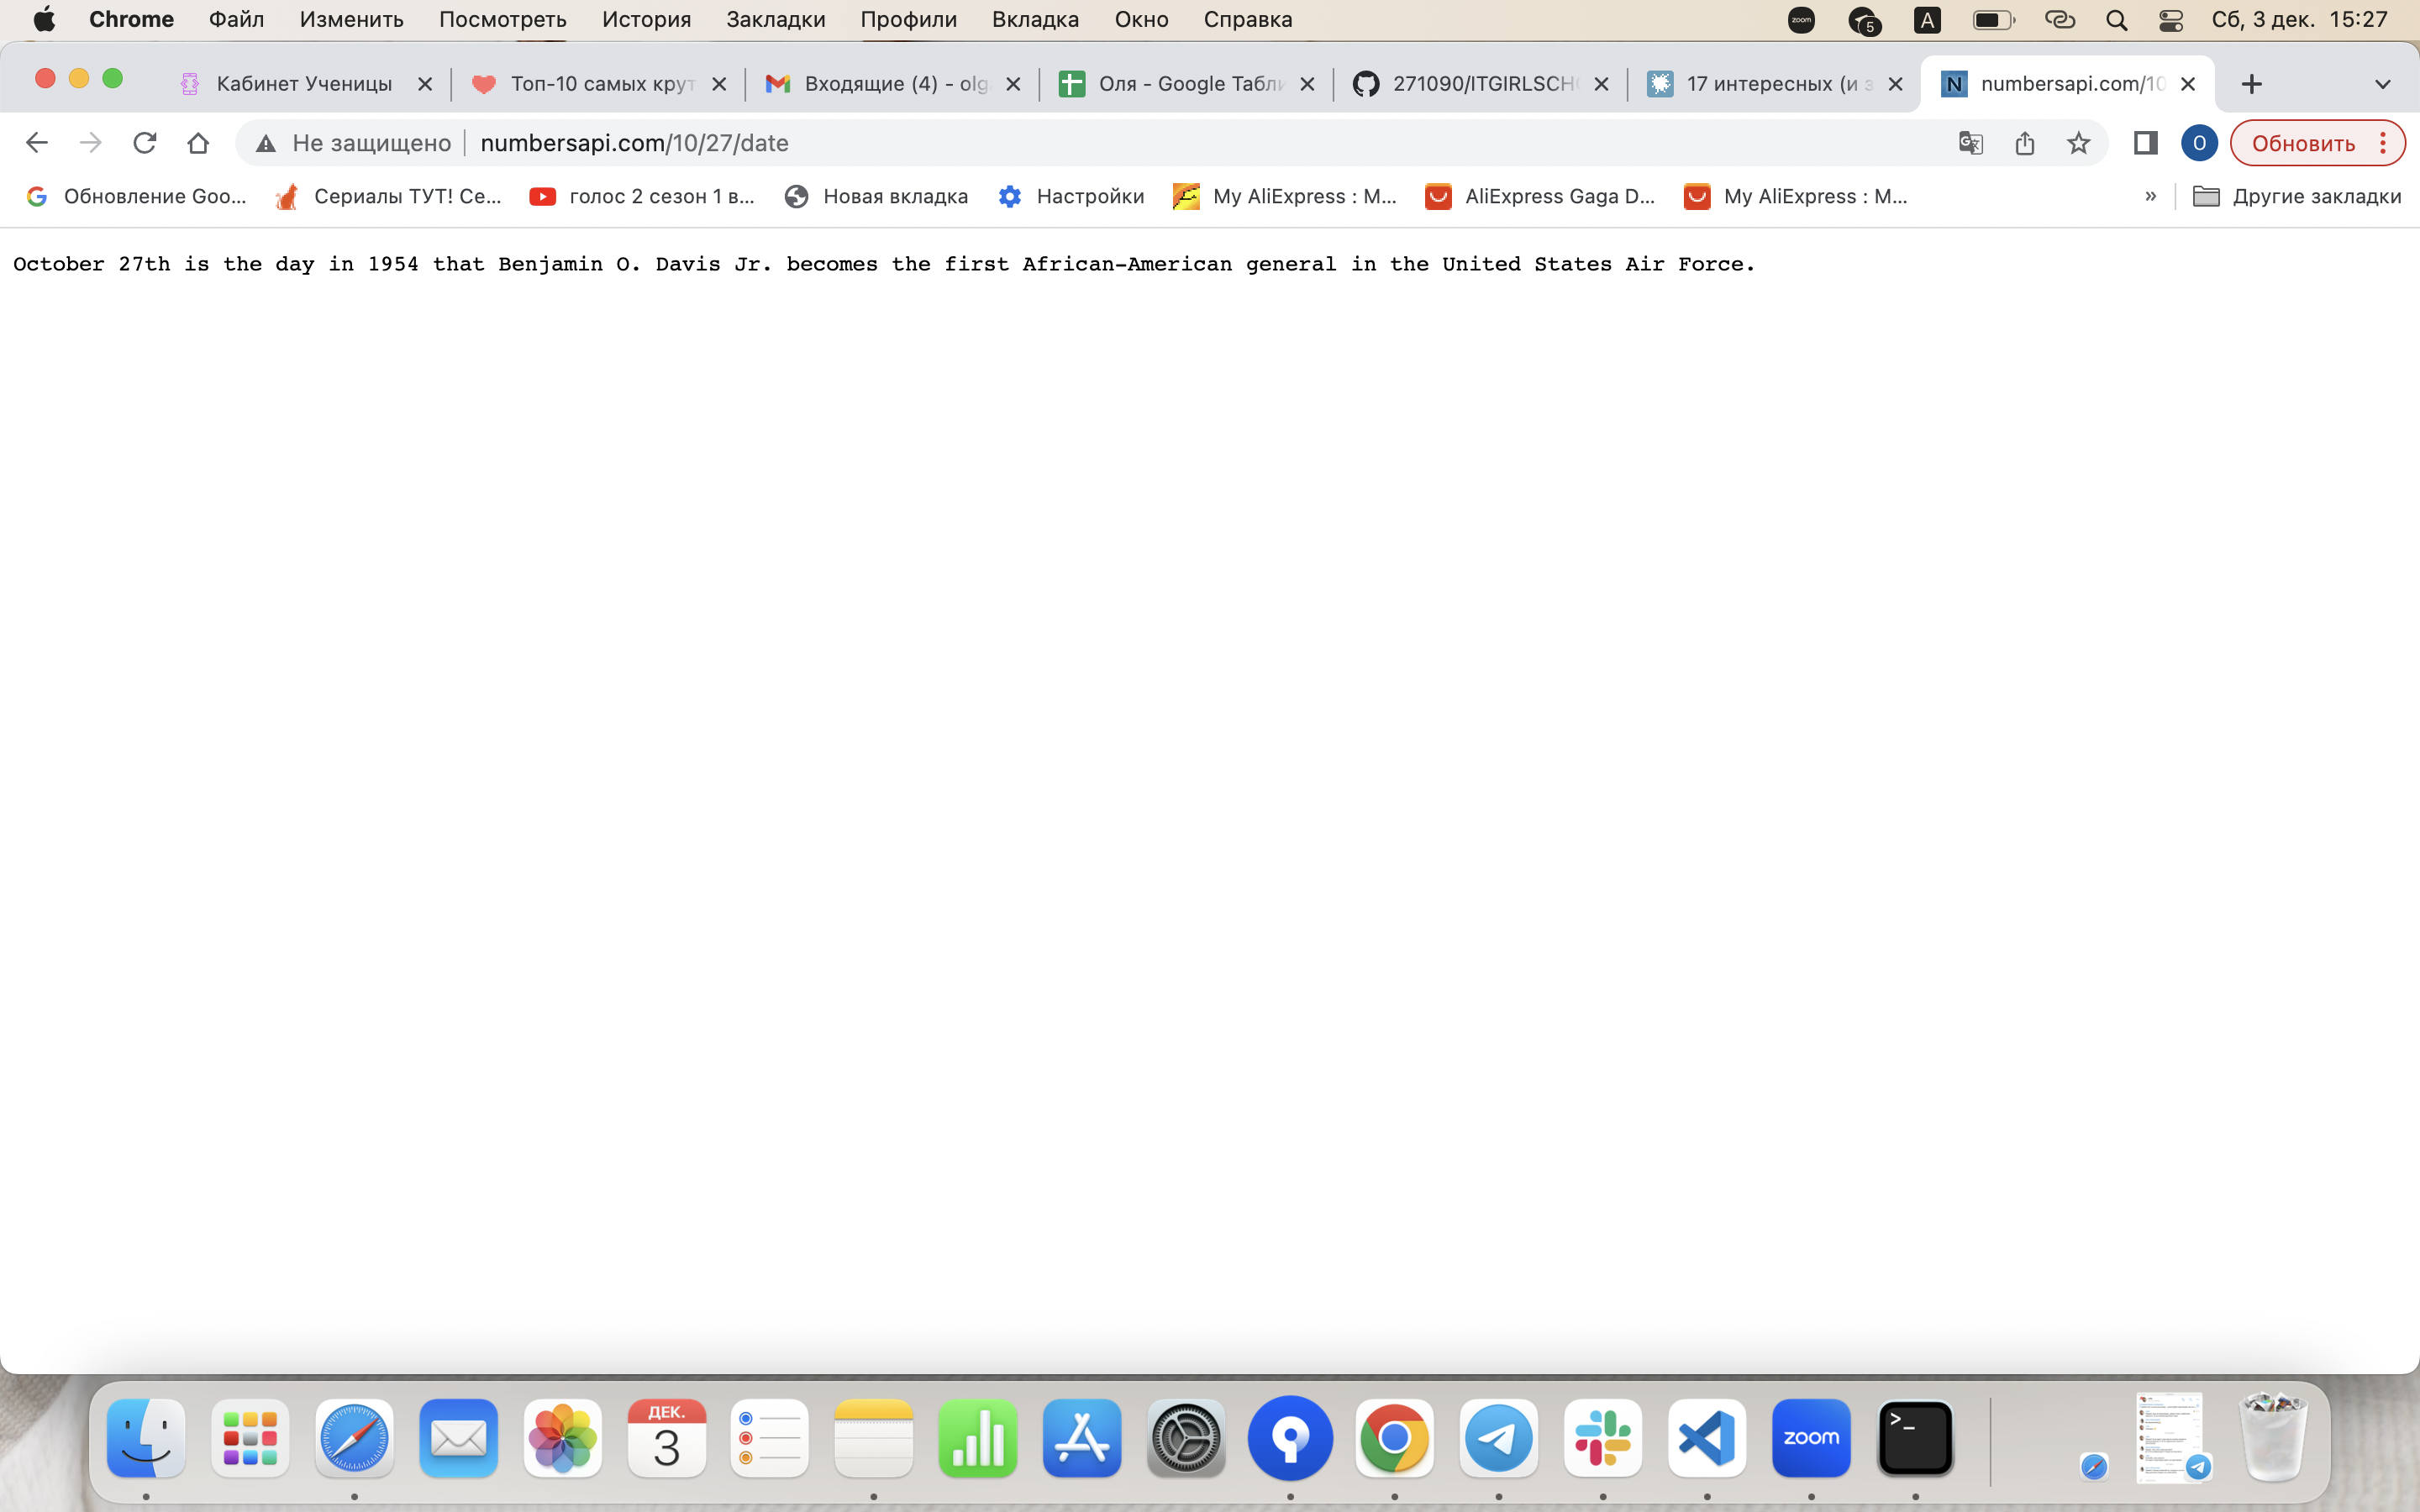 Chrome Файл Изменить Посмотреть История Закладки Профили Вкладка Окно Справка zoom 5 A Сб, 3 дек. 15:27
Кабинет Ученицы Топ-10 самых крут Входящие (4) - olg Оля - Google Табли 271090/ITGIRLSCH 17 интересных (и з N numbersapi.com/10
Не защищено numbersapi.com/10/27/date O Обновить
Обновление Goo... Сериалы ТУТ! Се... голос 2 сезон 1 в... Новая вкладка Настройки My AliExpress : M... AliExpress Gaga D... My AliExpress : M... » Другие закладки
October 27th is the day in 1954 that Benjamin O. Davis Jr. becomes the first African-American general in the United States Air Force.
ДЕК.
3
zoom
>_